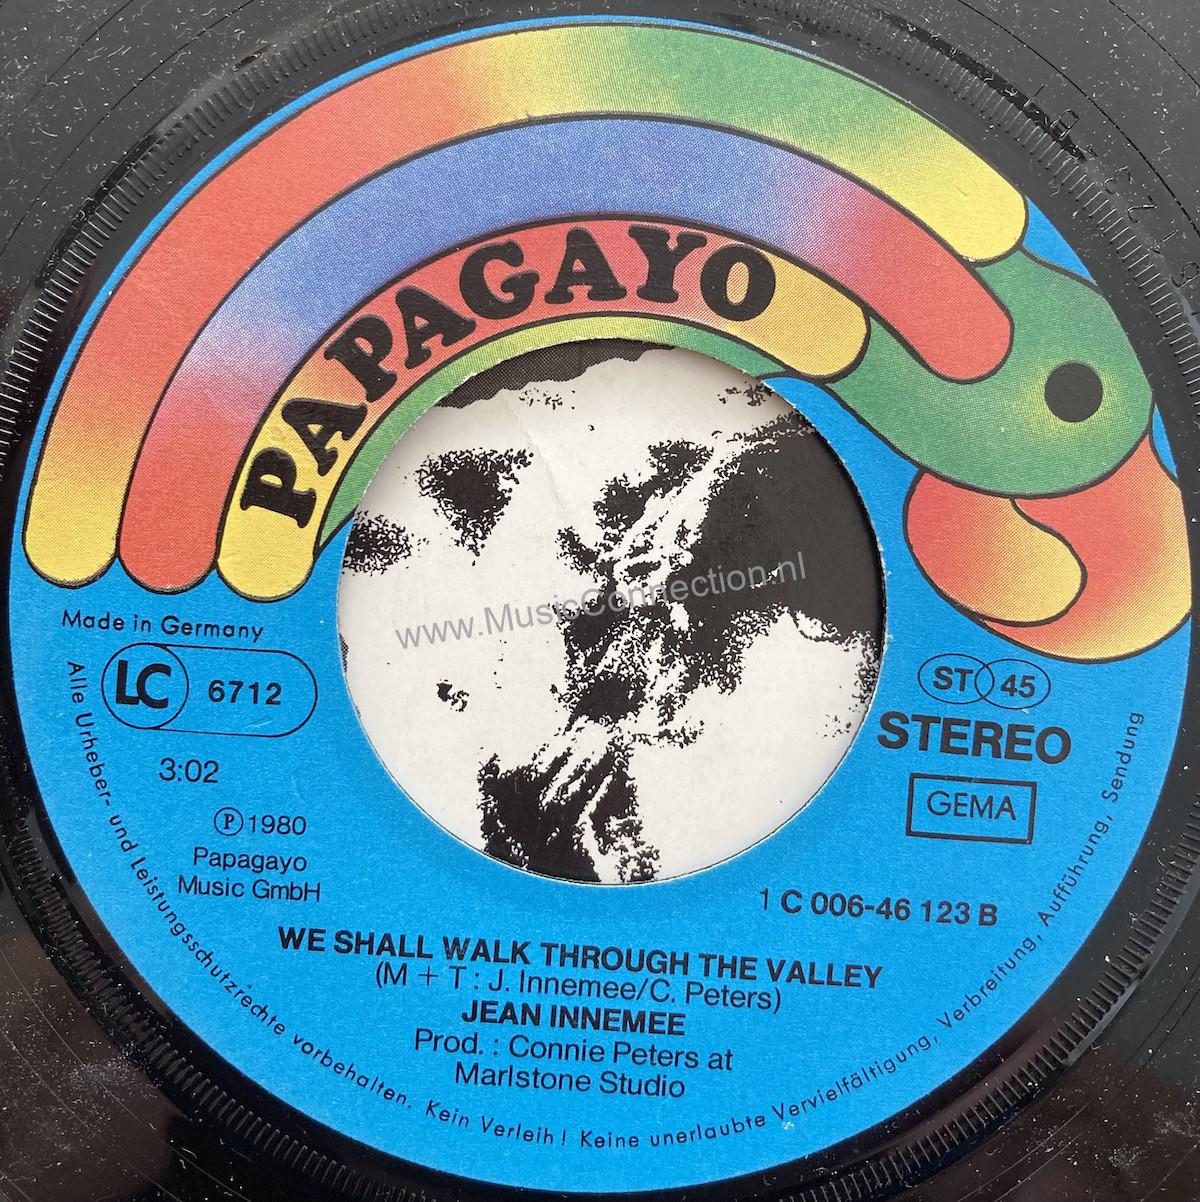 PAPAGAYO
Made in Germany
LC 6712
3:02
Ⓟ 1980
Papagayo
Music GmbH
ST 45
STEREO
GEMA
1 C 006-46 123 B
WE SHALL WALK THROUGH THE VALLEY
(M + T : J. Innemee/C. Peters)
JEAN INNEMEE
Prod. : Connie Peters at
Marlstone Studio
Alle Urheber- und Leistungsschutzrechte vorbehalten. Kein Verleih! Keine unerlaubte Vervielfältigung, Verbreitung, Aufführung, Sendung
www.MusicConnection.nl